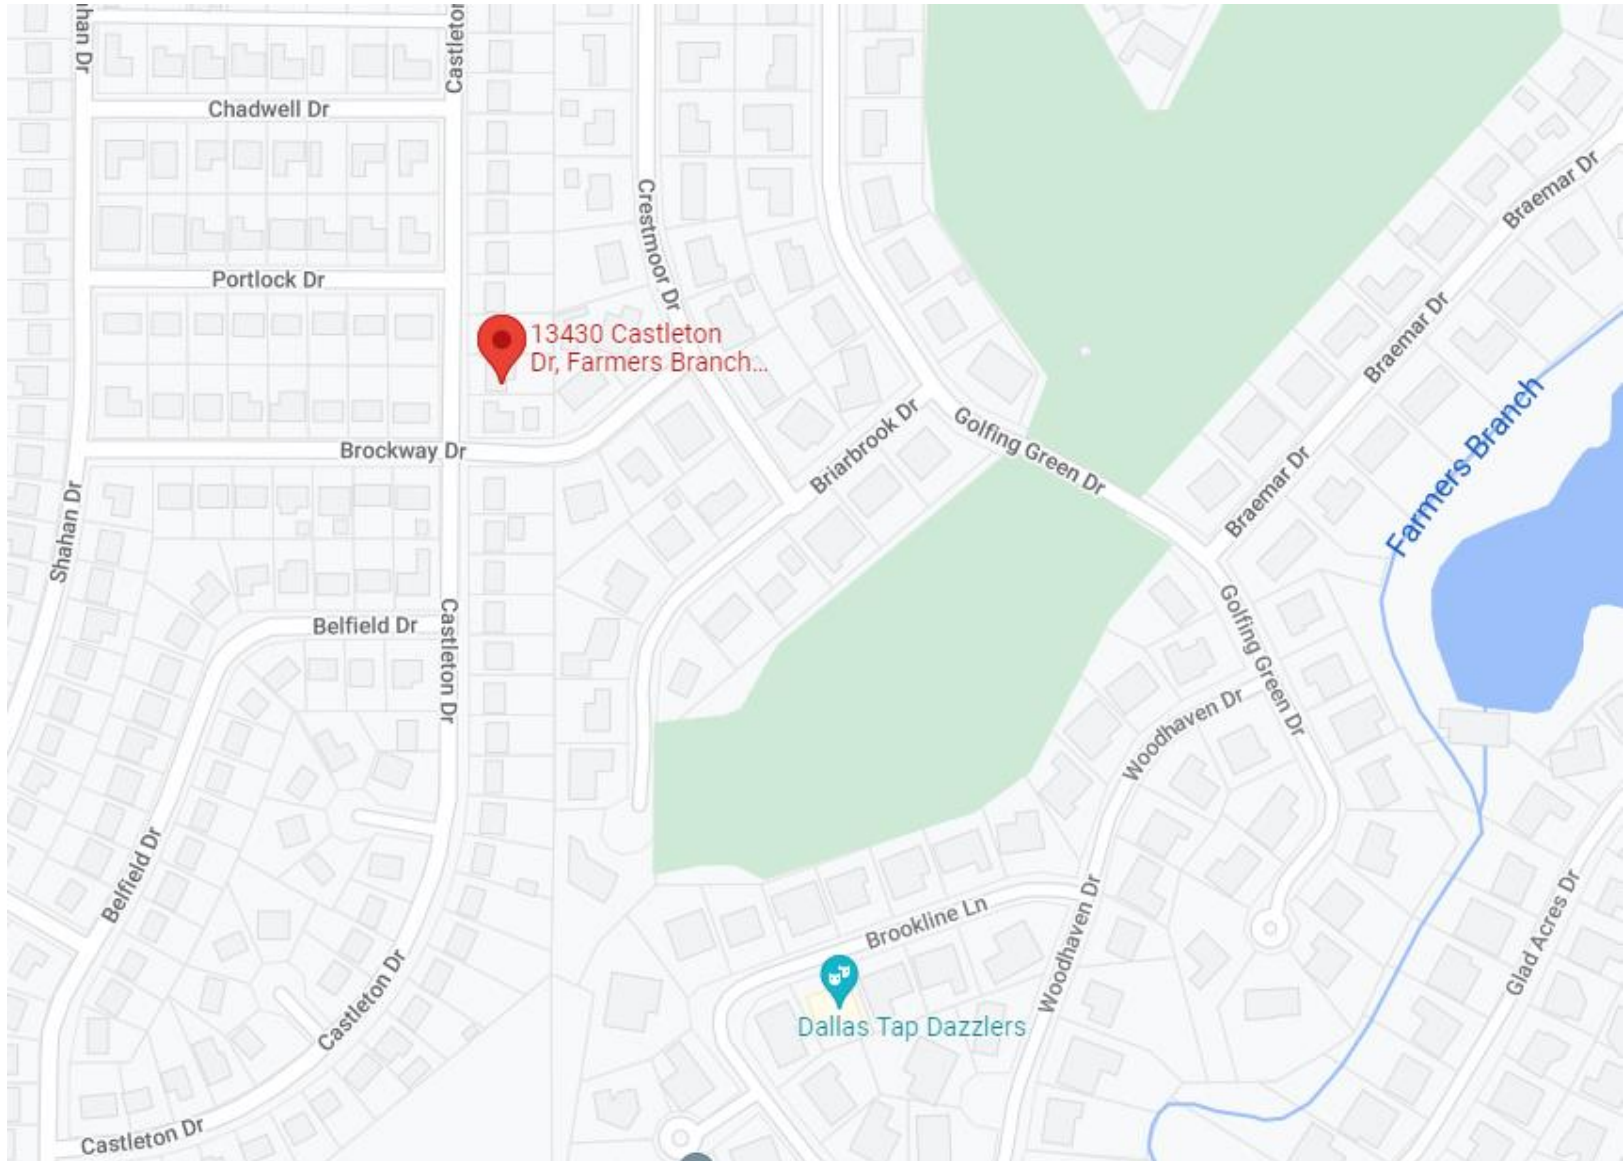 han Dr
Castleton
Chadwell Dr
Braemar Dr
Crestmoor Dr
Portlock Dr
13430 Castleton
Dr, Farmers Branch...
Braemar Dr
Brockway Dr
Briarbrook Dr
Golfing Green Dr
Braemar Dr
Farmers Branch
Shahan Dr
Belfield Dr
Castleton Dr
Golfing Green Dr
Woodhaven Dr
Belfield Dr
Brookline Ln
Woodhaven Dr
Glad Acres Dr
Castleton Dr
Dallas Tap Dazzlers
Castleton Dr